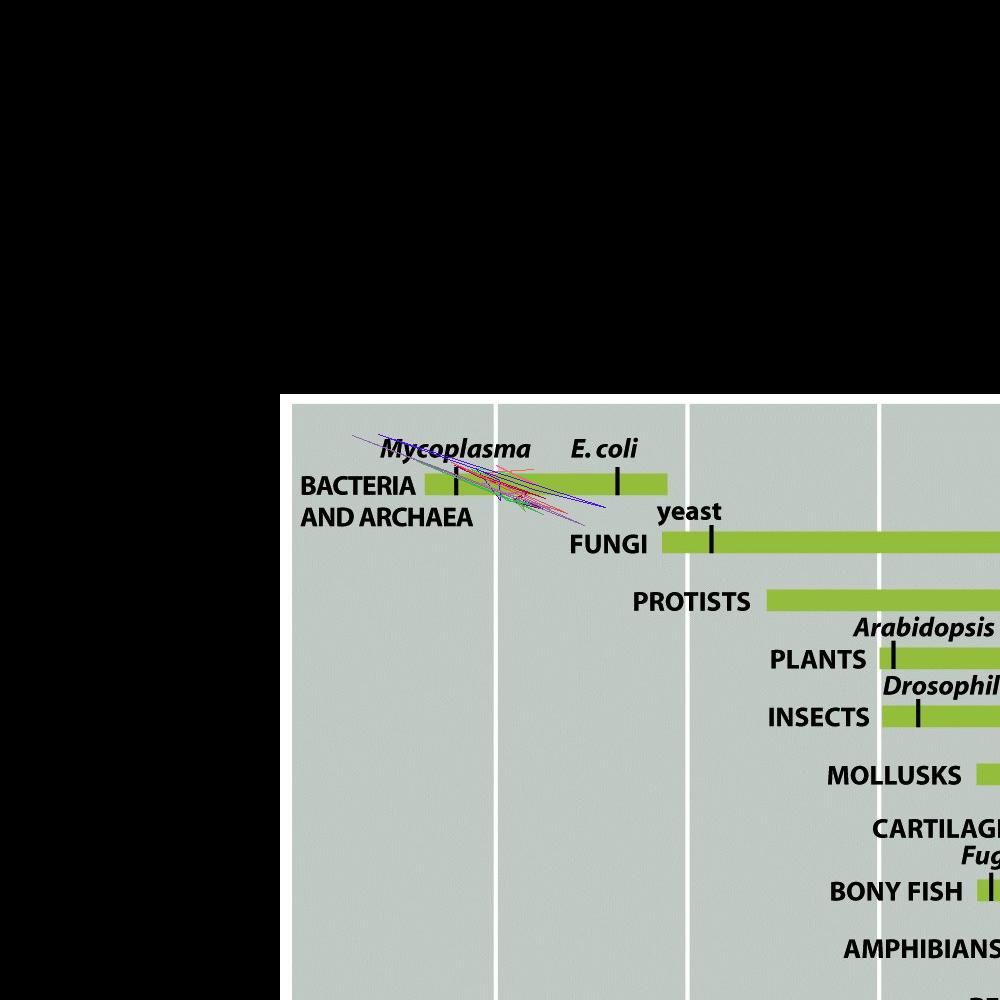 Mycoplasma E. coli
BACTERIA
AND ARCHAEA
yeast
FUNGI
PROTISTS
Arabidopsis
PLANTS
Drosophil
INSECTS
MOLLUSKS
CARTILAG
Fug
BONY FISH
AMPHIBIANS